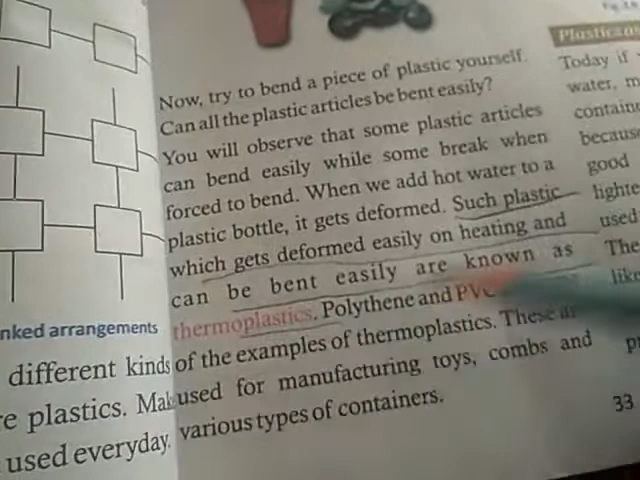 Now, try to bend a piece of plastic yourself.
Can all the plastic articles be bent easily?
You will observe that some plastic articles
can bend easily while some break when
forced to bend. When we add hot water to a
plastic bottle, it gets deformed. Such plastic
which gets deformed easily on heating and
can be bent easily are known as
thermoplastics. Polythene and PVC
of the examples of thermoplastics. These
used for manufacturing toys, combs and
various types of containers.
nked arrangements
different kinds
re plastics. Mak
used everyday.
Today if
water, m
contain
because
good
lighte
used
The
like
33